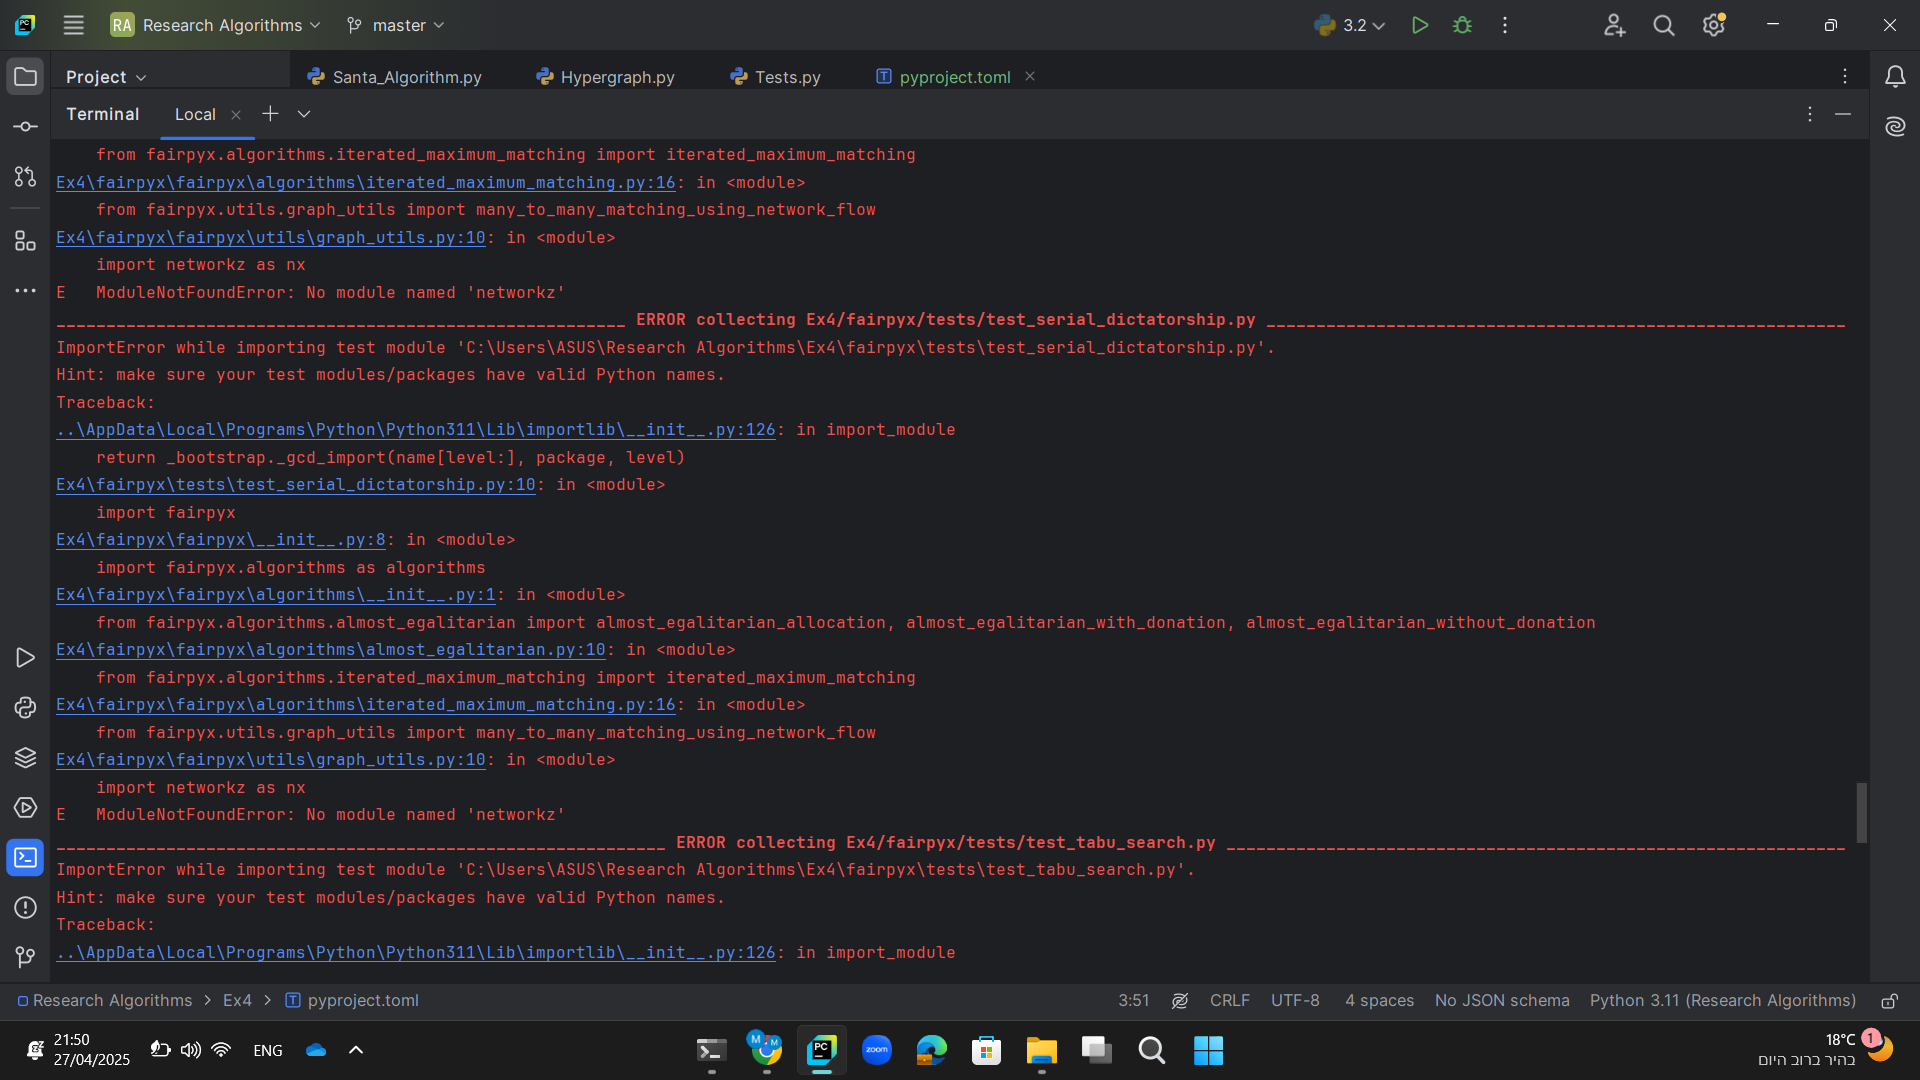 RA Research Algorithms master 3.2
Project Santa_Algorithm.py Hypergraph.py Tests.py pyproject.toml
Terminal Local
from fairpyx.algorithms.iterated_maximum_matching import iterated_maximum_matching
Ex4\fairpyx\fairpyx\algorithms\iterated_maximum_matching.py:16: in <module>
from fairpyx.utils.graph_utils import many_to_many_matching_using_network_flow
Ex4\fairpyx\fairpyx\utils\graph_utils.py:10: in <module>
import networkz as nx
E ModuleNotFoundError: No module named 'networkz'
_________________________________________________________ ERROR collecting Ex4/fairpyx/tests/test_serial_dictatorship.py __________________________________________________________
ImportError while importing test module 'C:\Users\ASUS\Research Algorithms\Ex4\fairpyx\tests\test_serial_dictatorship.py'.
Hint: make sure your test modules/packages have valid Python names.
Traceback:
..\AppData\Local\Programs\Python\Python311\Lib\importlib\__init__.py:126: in import_module
return _bootstrap._gcd_import(name[level:], package, level)
Ex4\fairpyx\tests\test_serial_dictatorship.py:10: in <module>
import fairpyx
Ex4\fairpyx\fairpyx\__init__.py:8: in <module>
import fairpyx.algorithms as algorithms
Ex4\fairpyx\fairpyx\algorithms\__init__.py:1: in <module>
from fairpyx.algorithms.almost_egalitarian import almost_egalitarian_allocation, almost_egalitarian_with_donation, almost_egalitarian_without_donation
Ex4\fairpyx\fairpyx\algorithms\almost_egalitarian.py:10: in <module>
from fairpyx.algorithms.iterated_maximum_matching import iterated_maximum_matching
Ex4\fairpyx\fairpyx\algorithms\iterated_maximum_matching.py:16: in <module>
from fairpyx.utils.graph_utils import many_to_many_matching_using_network_flow
Ex4\fairpyx\fairpyx\utils\graph_utils.py:10: in <module>
import networkz as nx
E ModuleNotFoundError: No module named 'networkz'
_____________________________________________________________ ERROR collecting Ex4/fairpyx/tests/test_tabu_search.py ______________________________________________________________
ImportError while importing test module 'C:\Users\ASUS\Research Algorithms\Ex4\fairpyx\tests\test_tabu_search.py'.
Hint: make sure your test modules/packages have valid Python names.
Traceback:
..\AppData\Local\Programs\Python\Python311\Lib\importlib\__init__.py:126: in import_module
Research Algorithms > Ex4 > pyproject.toml 3:51 CRLF UTF-8 4 spaces No JSON schema Python 3.11 (Research Algorithms)
21:50
27/04/2025
ENG
zoom
18°C
1
בהיר ברוב היום